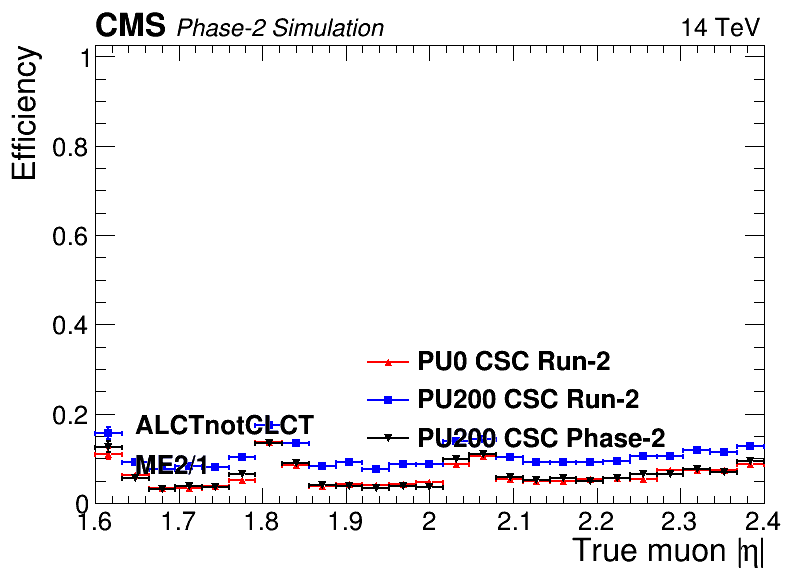 CMS Phase-2 Simulation 14 TeV
Efficiency
1
0.8
0.6
0.4
0.2
0
PU0 CSC Run-2
PU200 CSC Run-2
PU200 CSC Phase-2
ALCTnotCLCT
ME2/1
1.6 1.7 1.8 1.9 2 2.1 2.2 2.3 2.4
True muon |η|